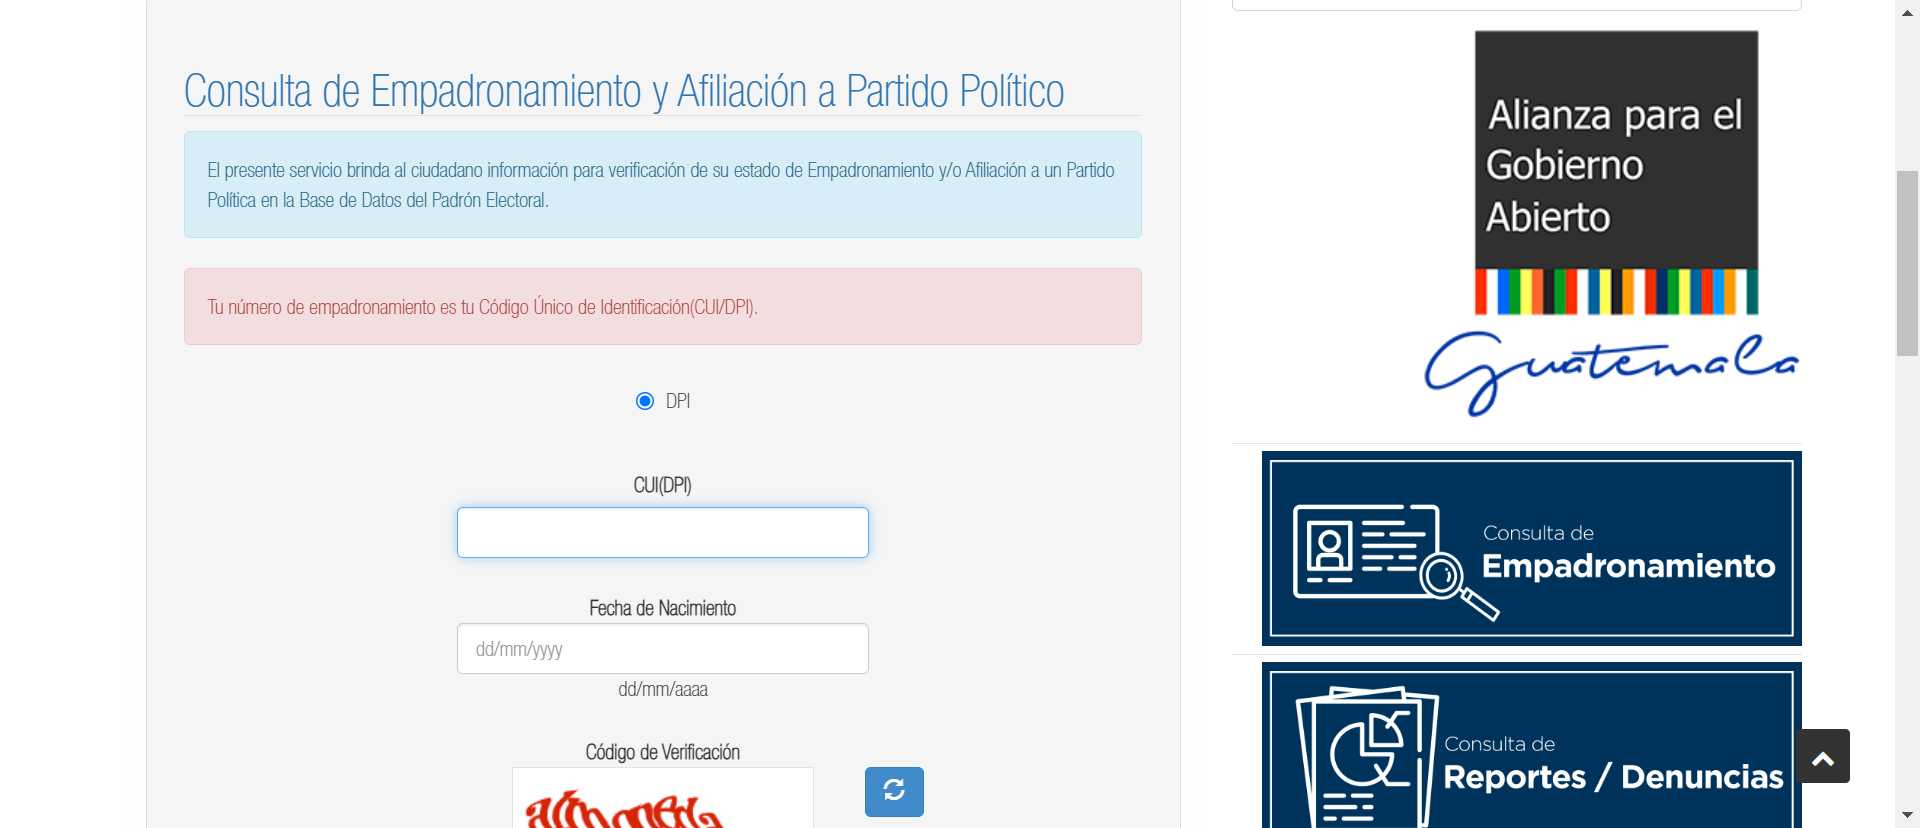 Consulta de Empadronamiento y Afiliación a Partido Político
El presente servicio brinda al ciudadano información para verificación de su estado de Empadronamiento y/o Afiliación a un Partido
Política en la Base de Datos del Padrón Electoral.
Tu número de empadronamiento es tu Código Único de Identificación(CUI/DPI).
DPI
CUI(DPI)
Fecha de Nacimiento
dd/mm/yyyy
dd/mm/aaaa
Código de Verificación
Alianza para el
Gobierno
Abierto
Guatemala
Consulta de
Empadronamiento
Consulta de
Reportes / Denuncias